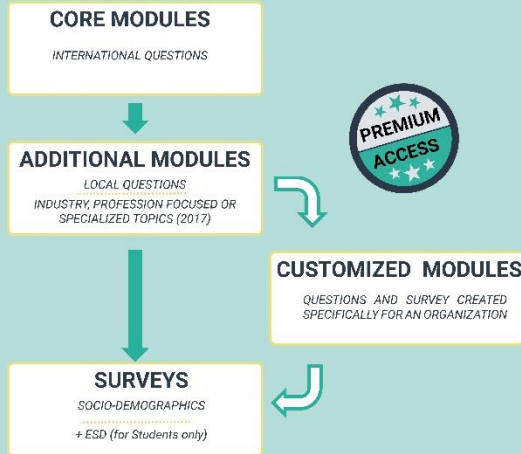 CORE MODULES
INTERNATIONAL QUESTIONS
PREMIUM
ACCESS
ADDITIONAL MODULES
LOCAL QUESTIONS
INDUSTRY, PROFESSION FOCUSED OR
SPECIALIZED TOPICS (2017)
CUSTOMIZED MODULES
QUESTIONS AND SURVEY CREATED
SPECIFICALLY FOR AN ORGANIZATION
SURVEYS
SOCIO-DEMOGRAPHICS
+ ESD (for Students only)